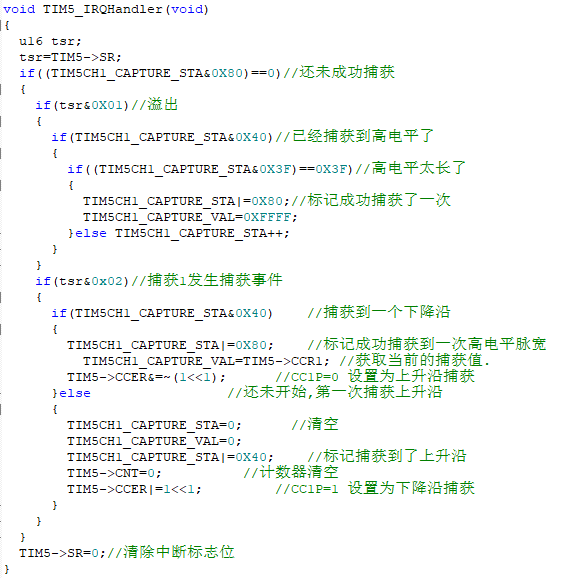 void TIM5_IRQHandler(void)
{
u16 tsr;
tsr=TIM5->SR;
if((TIM5CH1_CAPTURE_STA&0X80)==0)//还未成功捕获
{
if(tsr&0X01)//溢出
{
if(TIM5CH1_CAPTURE_STA&0X40)//已经捕获到高电平了
{
if((TIM5CH1_CAPTURE_STA&0X3F)==0X3F)//高电平太长了
{
TIM5CH1_CAPTURE_STA|=0X80;//标记成功捕获了一次
TIM5CH1_CAPTURE_VAL=0XFFFF;
}else TIM5CH1_CAPTURE_STA++;
}
}
if(tsr&0x02)//捕获1发生捕获事件
{
if(TIM5CH1_CAPTURE_STA&0X40) //捕获到一个下降沿
{
TIM5CH1_CAPTURE_STA|=0X80; //标记成功捕获到一次高电平脉宽
TIM5CH1_CAPTURE_VAL=TIM5->CCR1; //获取当前的捕获值.
TIM5->CCER&=~(1<<1); //CC1P=0 设置为上升沿捕获
}else //还未开始,第一次捕获上升沿
{
TIM5CH1_CAPTURE_STA=0; //清空
TIM5CH1_CAPTURE_VAL=0;
TIM5CH1_CAPTURE_STA|=0X40; //标记捕获到了上升沿
TIM5->CNT=0; //计数器清空
TIM5->CCER|=1<<1; //CC1P=1 设置为下降沿捕获
}
}
}
TIM5->SR=0;//清除中断标志位
}